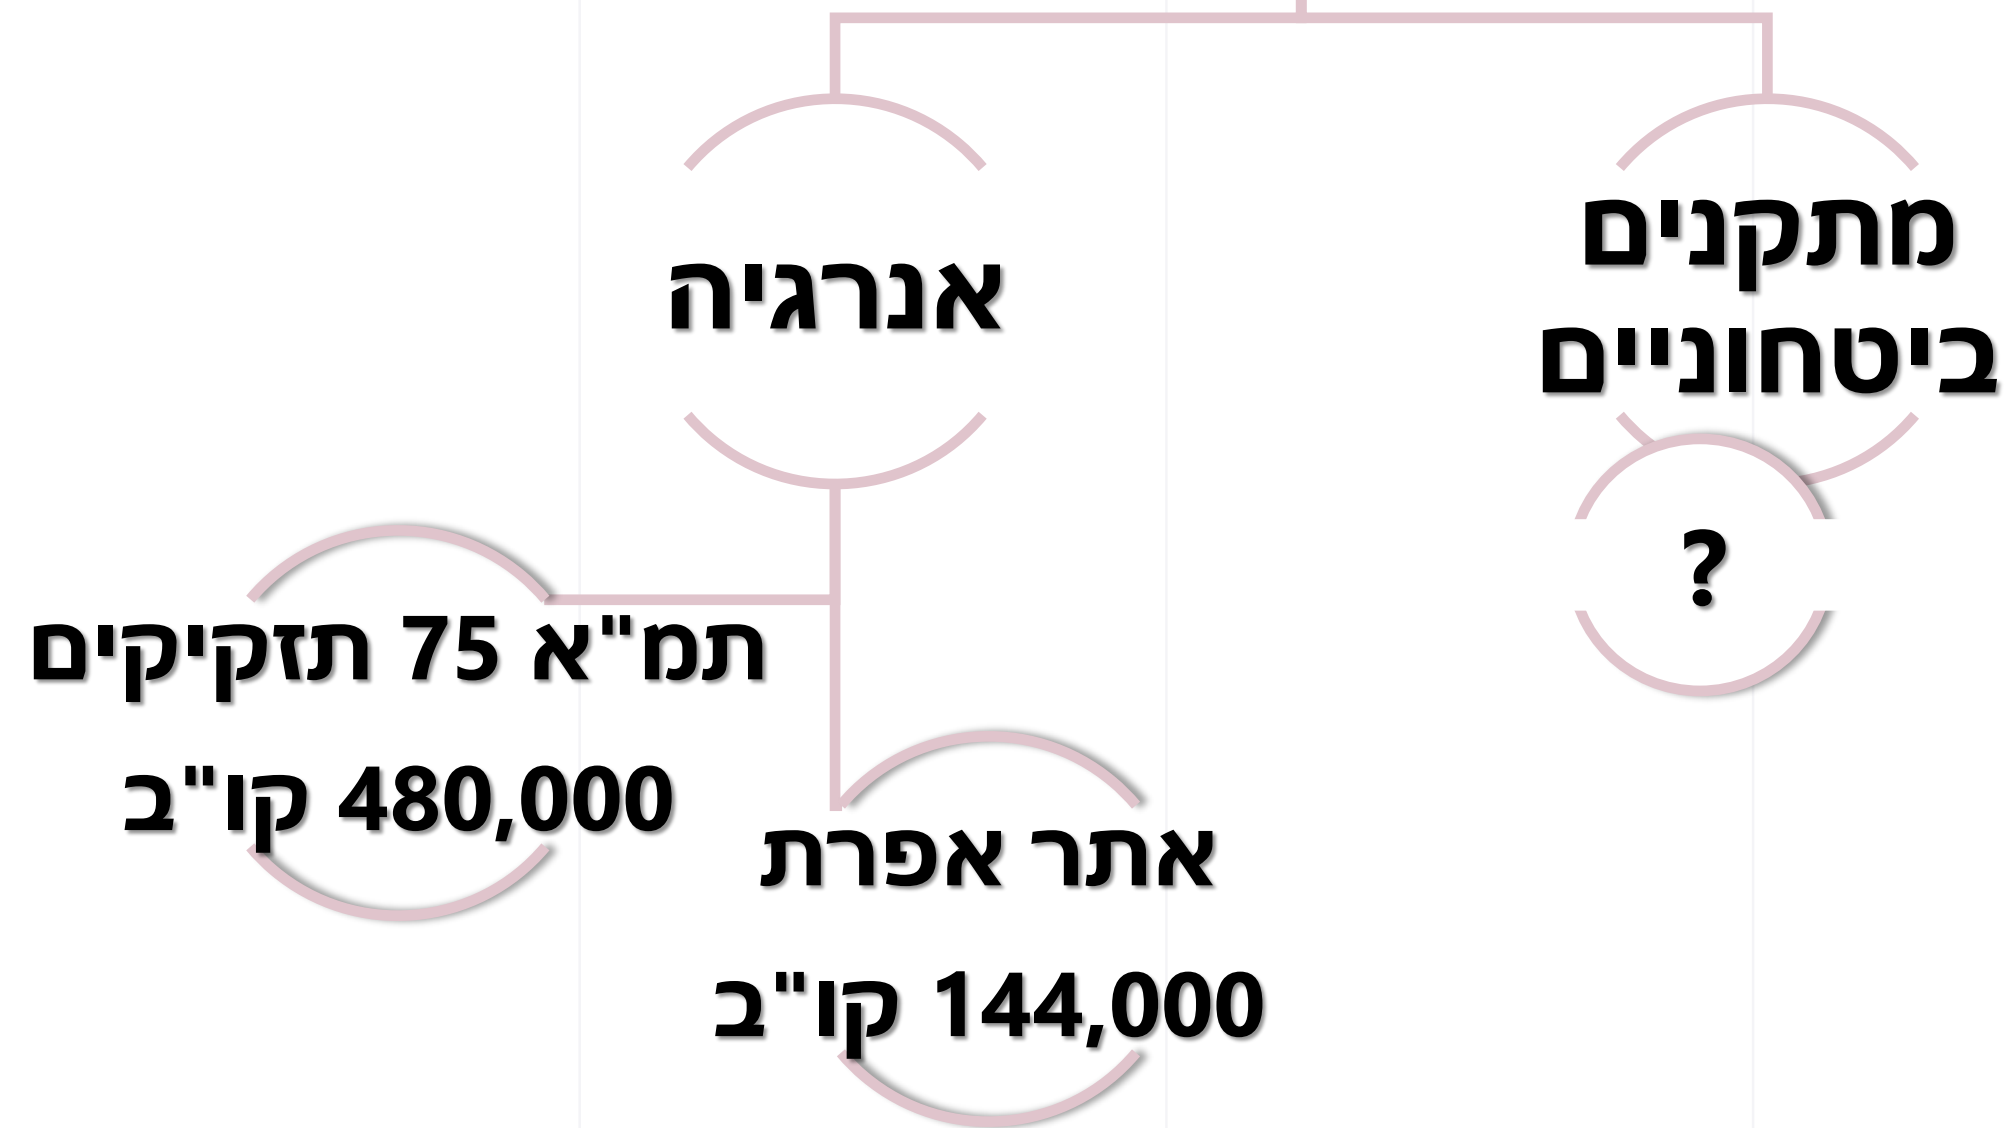 מתקנים
ביטחוניים
?
אנרגיה
תמ"א 75 תזקיקים
480,000 קו"ב
אתר אפרת
144,000 קו"ב